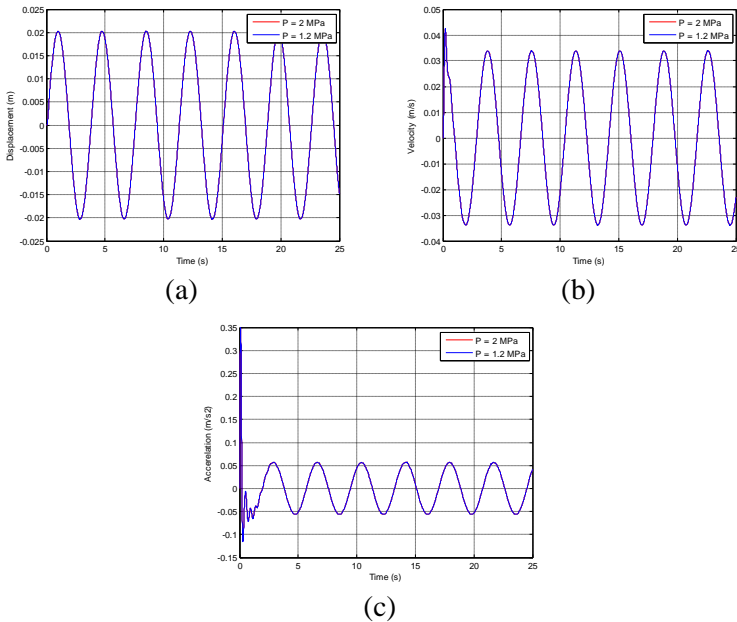 0.025
0.02
0.015
0.01
0.005
0
-0.005
-0.01
-0.015
-0.02
-0.025
Displacement (m)
0 5 10 15 20 25
Time (s)
P = 2 MPa
P = 1.2 MPa
(a)
0.05
0.04
0.03
0.02
0.01
0
-0.01
-0.02
-0.03
-0.04
Velocity (m/s)
0 5 10 15 20 25
Time (s)
P = 2 MPa
P = 1.2 MPa
(b)
0.35
0.3
0.25
0.2
0.15
0.1
0.05
0
-0.05
-0.1
-0.15
Accerelation (m/s2)
0 5 10 15 20 25
Time (s)
P = 2 MPa
P = 1.2 MPa
(c)